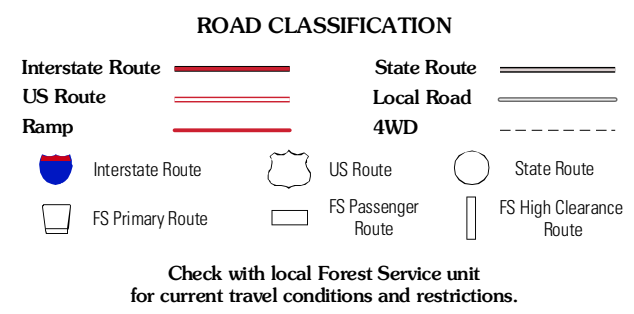 ROAD CLASSIFICATION
Interstate Route
State Route
US Route
Local Road
Ramp
4WD
Interstate Route
US Route
State Route
FS Primary Route
FS Passenger
Route
FS High Clearance
Route
Check with local Forest Service unit
for current travel conditions and restrictions.